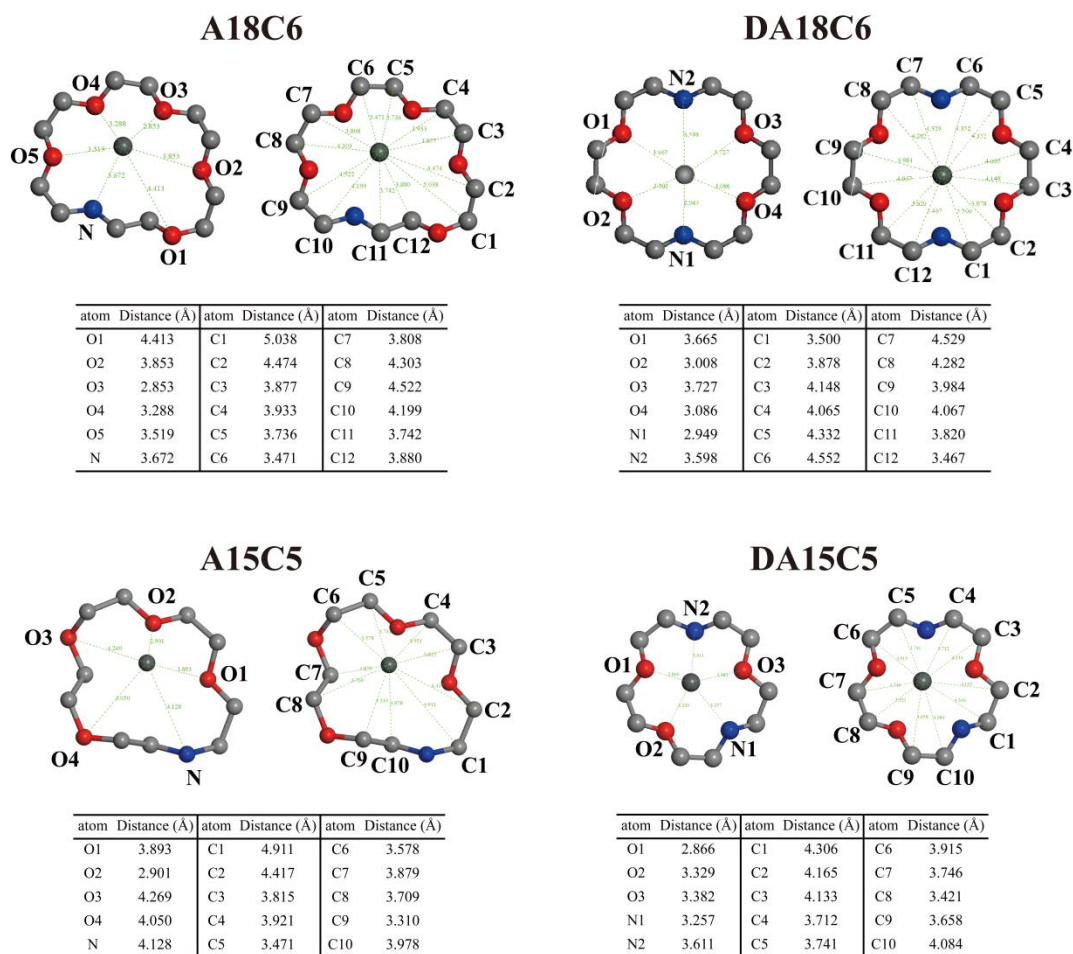 A18C6
DA18C6
O4
O3
O5
O2
N
O1
3.288
2.853
3.519
3.853
3.672
4.413
C6
C5
C7
C4
C8
C3
C2
C9
C10
C11
C12
C1
N2
O1
O3
O2
O4
N1
C7
C6
C8
C5
C9
C4
C10
C3
C11
C2
C12
C1
atom Distance (Å) atom Distance (Å) atom Distance (Å)
O1 4.413 C1 5.038 C7 3.808
O2 3.853 C2 4.474 C8 4.303
O3 2.853 C3 3.877 C9 4.522
O4 3.288 C4 3.933 C10 4.199
O5 3.519 C5 3.736 C11 3.742
N 3.672 C6 3.471 C12 3.880
atom Distance (Å) atom Distance (Å) atom Distance (Å)
O1 3.665 C1 3.500 C7 4.529
O2 3.008 C2 3.878 C8 4.282
O3 3.727 C3 4.148 C9 3.984
O4 3.086 C4 4.065 C10 4.067
N1 2.949 C5 4.332 C11 3.820
N2 3.598 C6 4.552 C12 3.467
A15C5
DA15C5
O2
O3
O1
O4
N
C5
C6
C4
C3
C7
C8
C2
C9
C10
C1
N2
O1
O3
O2
N1
C5
C4
C6
C3
C7
C2
C8
C1
C9
C10
atom Distance (Å) atom Distance (Å) atom Distance (Å)
O1 3.893 C1 4.911 C6 3.578
O2 2.901 C2 4.417 C7 3.879
O3 4.269 C3 3.815 C8 3.709
O4 4.050 C4 3.921 C9 3.310
N 4.128 C5 3.471 C10 3.978
atom Distance (Å) atom Distance (Å) atom Distance (Å)
O1 2.866 C1 4.306 C6 3.915
O2 3.329 C2 4.165 C7 3.746
O3 3.382 C3 4.133 C8 3.421
N1 3.257 C4 3.712 C9 3.658
N2 3.611 C5 3.741 C10 4.084